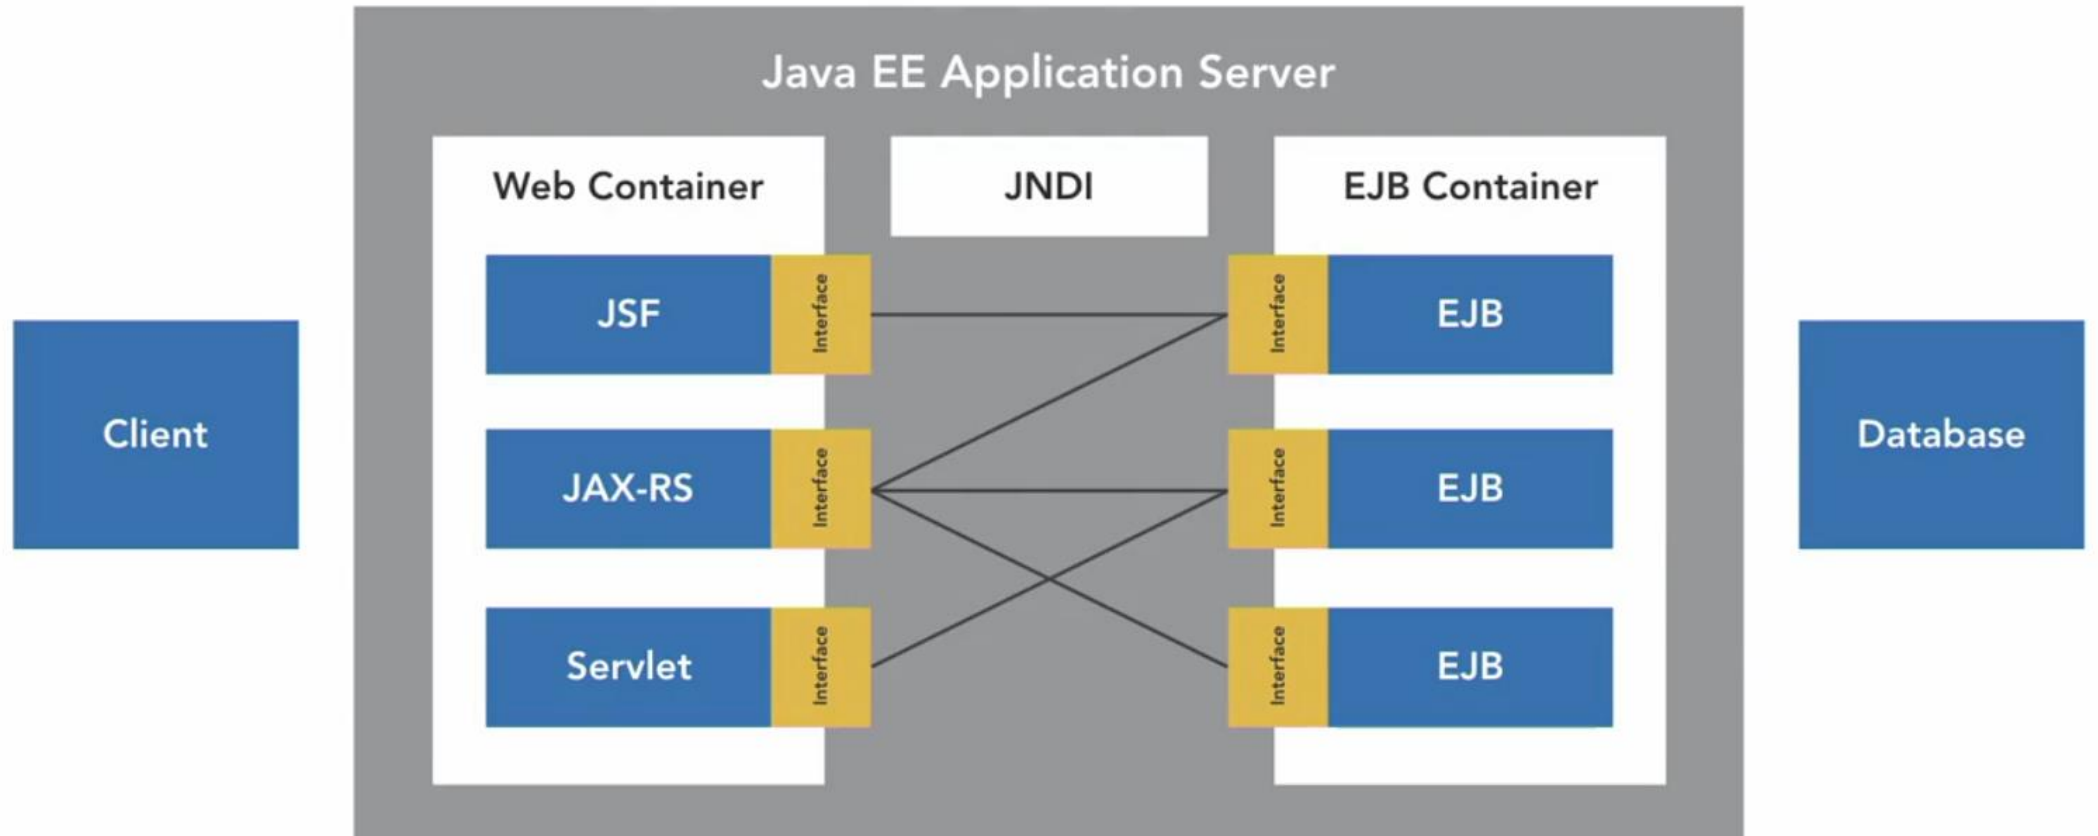 Java EE Application Server
Web Container
JNDI
EJB Container
JSF
Interface
Interface
EJB
Client
JAX-RS
Interface
Interface
EJB
Database
Servlet
Interface
Interface
EJB